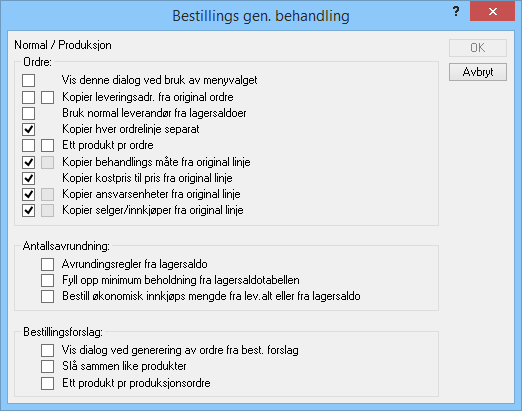 Bestillings gen. behandling
?
Normal / Produksjon
OK
Avbryt
Ordre:
Vis denne dialog ved bruk av menyvalget
Kopier leveringsadr. fra original ordre
Bruk normal leverandør fra lagersaldoer
Kopier hver ordrelinje separat
Ett produkt pr ordre
Kopier behandlings måte fra original linje
Kopier kostpris til pris fra original linje
Kopier ansvarsenheter fra original linje
Kopier selger/innkjøper fra original linje
Antallsavrundning:
Avrundingsregler fra lagersaldo
Fyll opp minimum beholdning fra lagersaldotabellen
Bestill økonomisk innkjøps mengde fra lev.alt eller fra lagersaldo
Bestillingsforslag:
Vis dialog ved generering av ordre fra best. forslag
Slå sammen like produkter
Ett produkt pr produksjonsordre